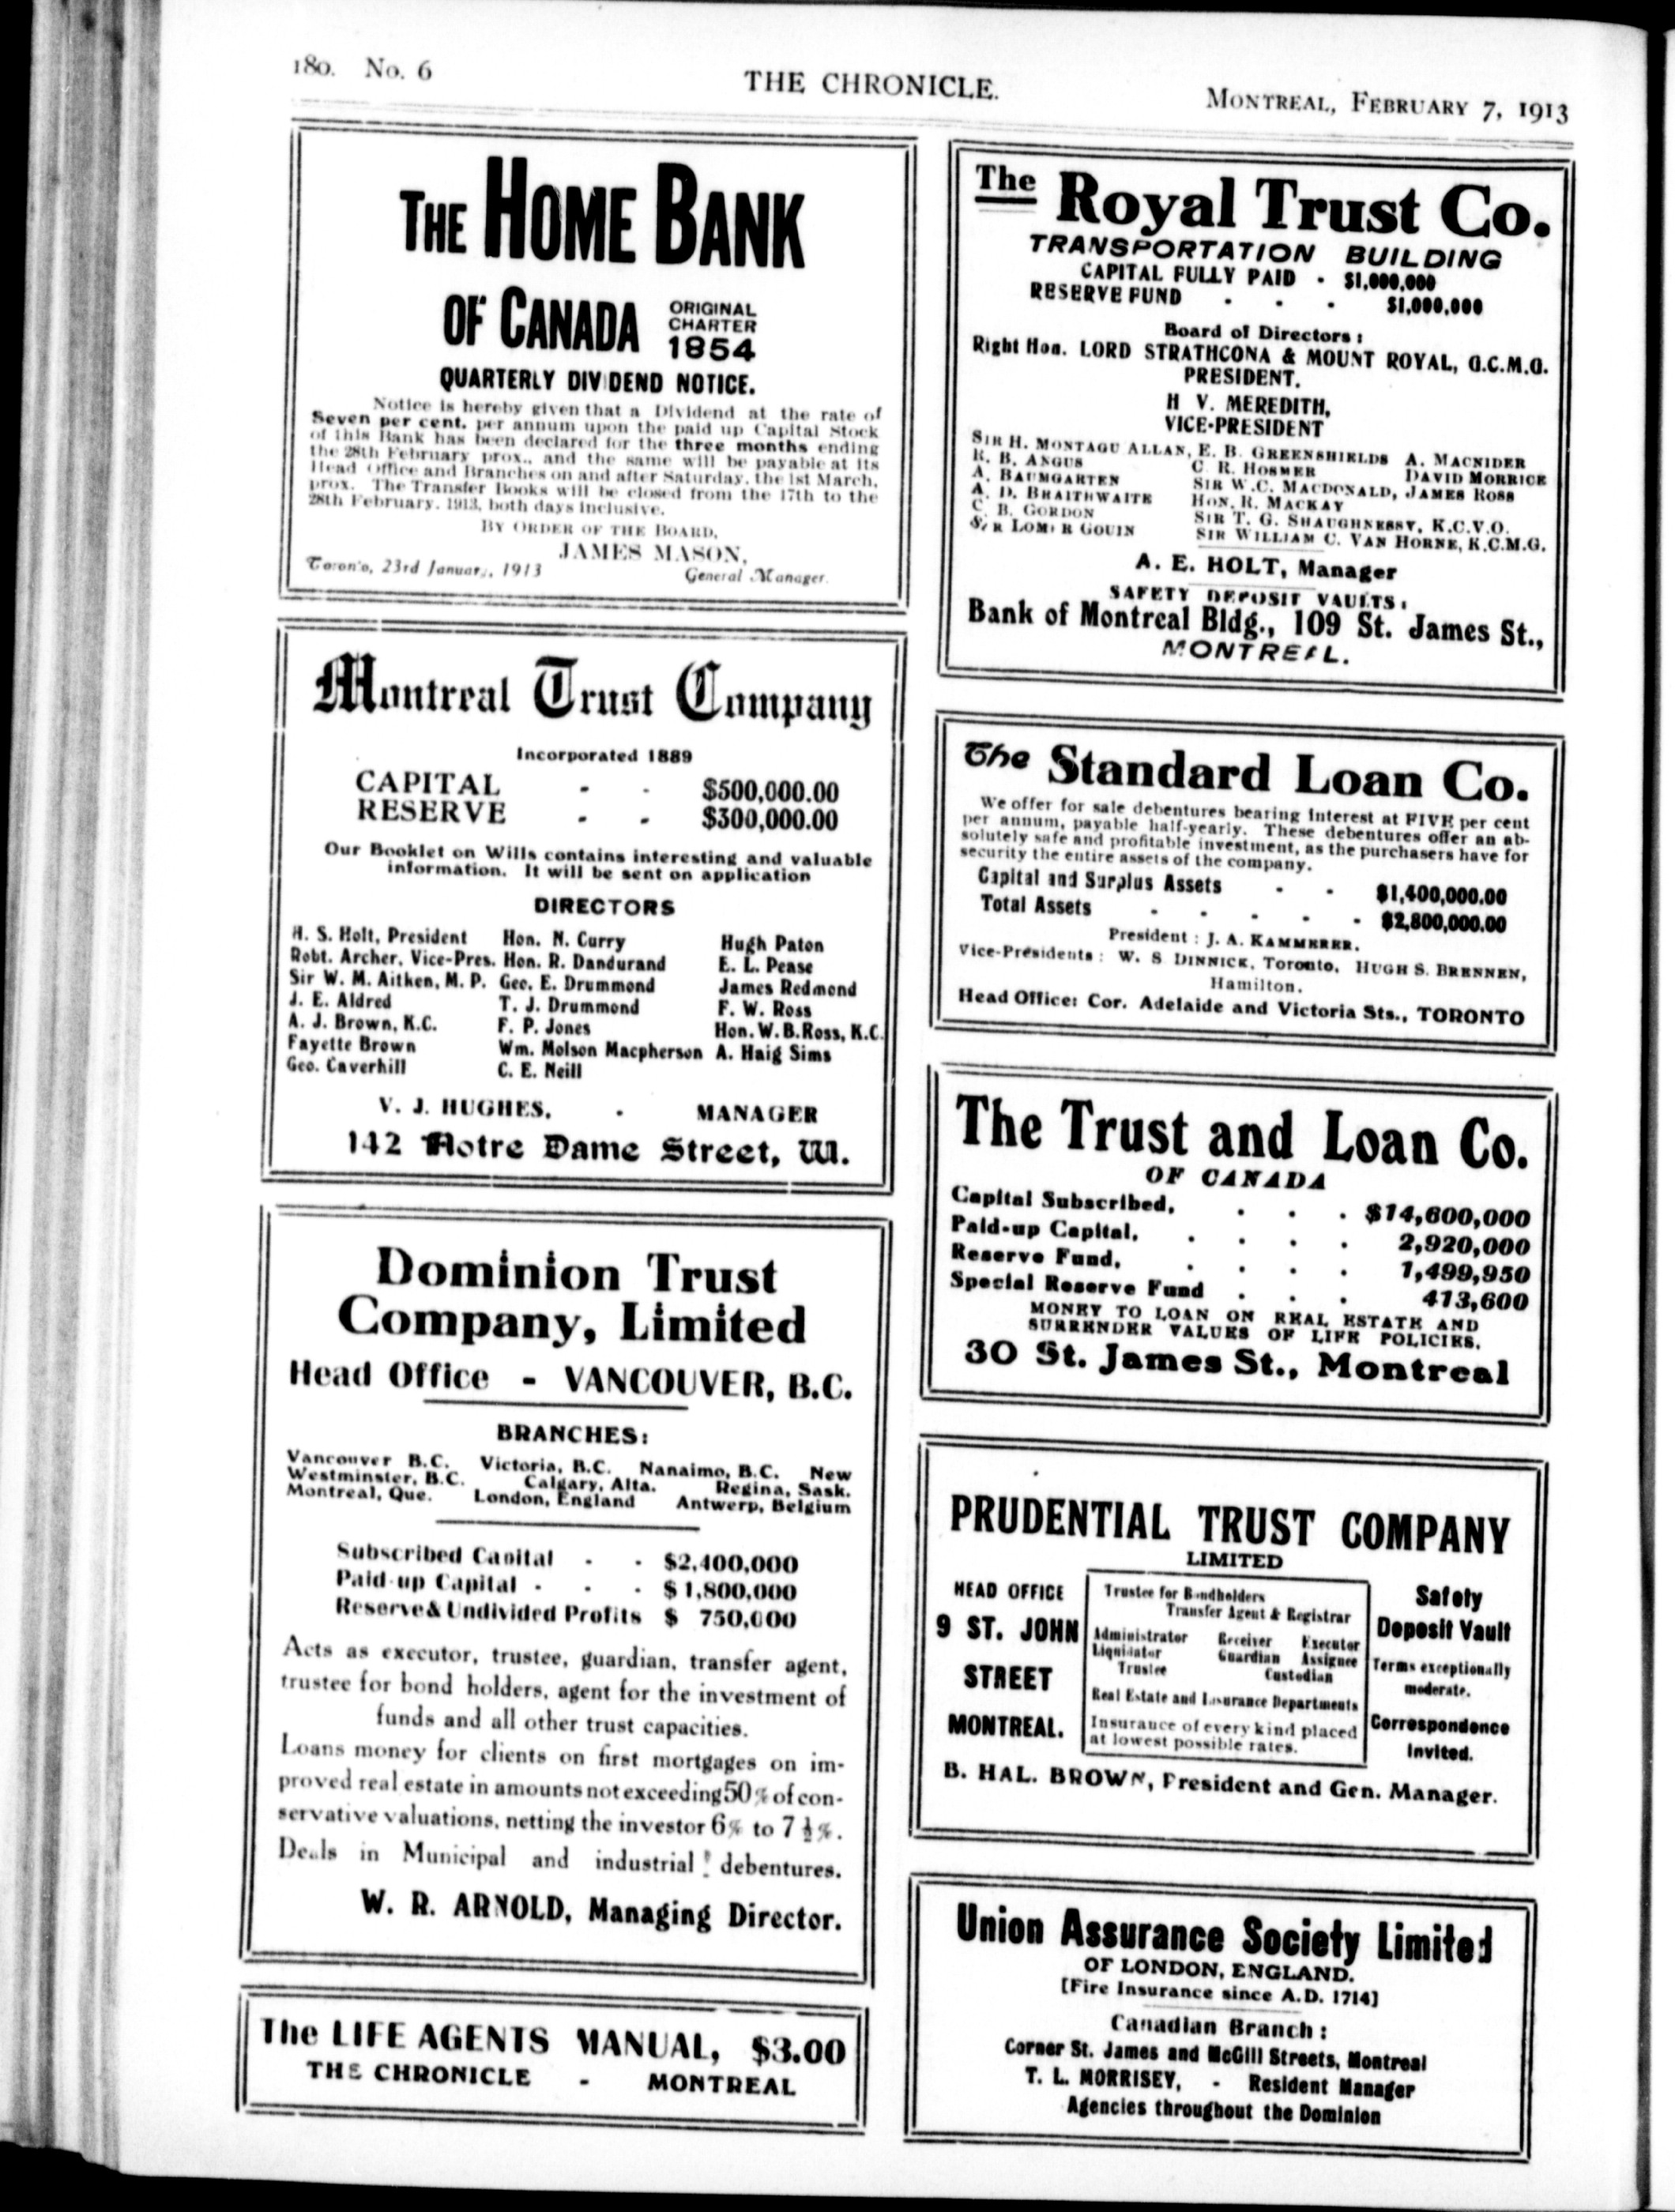 180. No. 6
THE CHRONICLE.
MONTREAL, FEBRUARY 7, 1913
THE HOME BANK
OF CANADA
ORIGINAL
CHARTER
1854
QUARTERLY DIVIDEND NOTICE.
Notice is hereby given that a Dividend at the rate of
Seven per cent. per annum upon the paid up Capital Stock
of this Bank has been declared for the three months ending
the 28th February prox., and the same will be payable at its
Head Office and Branches on and after Saturday, the 1st March,
prox. The Transfer Books will be closed from the 17th to the
28th February, 1913, both days inclusive.
BY ORDER OF THE BOARD,
JAMES MASON,
Toronto, 23rd January, 1913
General Manager.
Montreal Trust Company
Incorporated 1889
CAPITAL - - $500,000.00
RESERVE - - $300,000.00
Our Booklet on Wills contains interesting and valuable
information. It will be sent on application
DIRECTORS
H. S. Holt, President Hon. N. Curry Hugh Paton
Robt. Archer, Vice-Pres. Hon. R. Dandurand E. L. Pease
Sir W. M. Aitken, M. P. Geo. E. Drummond James Redmond
J. E. Aldred T. J. Drummond F. W. Ross
A. J. Brown, K.C. F. P. Jones Hon. W. B. Ross, K.C.
Fayette Brown Wm. Molson Macpherson A. Haig Sims
Geo. Caverhill C. E. Neill
V. J. HUGHES, - MANAGER
142 Notre Dame Street, W.
Dominion Trust
Company, Limited
Head Office - VANCOUVER, B.C.
BRANCHES:
Vancouver B.C. Victoria, B.C. Nanaimo, B.C. New
Westminster, B.C. Calgary, Alta. Regina, Sask.
Montreal, Que. London, England Antwerp, Belgium
Subscribed Capital - - $2,400,000
Paid-up Capital - - - $1,800,000
Reserve & Undivided Profits $ 750,000
Acts as executor, trustee, guardian, transfer agent,
trustee for bond holders, agent for the investment of
funds and all other trust capacities.
Loans money for clients on first mortgages on im-
proved real estate in amounts not exceeding 50% of con-
servative valuations, netting the investor 6% to 7½%.
Deals in Municipal and industrial debentures.
W. R. ARNOLD, Managing Director.
The LIFE AGENTS MANUAL, $3.00
THE CHRONICLE - MONTREAL
The Royal Trust Co.
TRANSPORTATION BUILDING
CAPITAL FULLY PAID - $1,000,000
RESERVE FUND - - - $1,000,000
Board of Directors:
Right Hon. LORD STRATHCONA & MOUNT ROYAL, G.C.M.G.
PRESIDENT.
H V. MEREDITH,
VICE-PRESIDENT
SIR H. MONTAGU ALLAN, E. B. GREENSHIELDS A. MACNIDER
R. B. ANGUS C. R. HOSMER DAVID MORRICE
A. BAUMGARTEN SIR W. C. MACDONALD, JAMES ROSS
A. D. BRAITHWAITE HON. R. MACKAY
C. B. GORDON SIR T. G. SHAUGHNESSY, K.C.V.O.
SIR LOMER GOUIN SIR WILLIAM C. VAN HORNE, K.C.M.G.
A. E. HOLT, Manager
SAFETY DEPOSIT VAULTS:
Bank of Montreal Bldg., 109 St. James St.,
MONTREAL.
The Standard Loan Co.
We offer for sale debentures bearing interest at FIVE per cent
per annum, payable half-yearly. These debentures offer an ab-
solutely safe and profitable investment, as the purchasers have for
security the entire assets of the company.
Capital and Surplus Assets - - $1,400,000.00
Total Assets - - - - - $2,800,000.00
President: J. A. KAMMERER.
Vice-Presidents: W. S DINNICK, Toronto, HUGH S. BRENNEN,
Hamilton.
Head Office: Cor. Adelaide and Victoria Sts., TORONTO
The Trust and Loan Co.
OF CANADA
Capital Subscribed, . . . $14,600,000
Paid-up Capital, . . . . 2,920,000
Reserve Fund, . . . . 1,499,950
Special Reserve Fund . . . 413,600
MONEY TO LOAN ON REAL ESTATE AND
SURRENDER VALUES OF LIFE POLICIES.
30 St. James St., Montreal
PRUDENTIAL TRUST COMPANY
LIMITED
HEAD OFFICE
9 ST. JOHN
STREET
MONTREAL.
Trustee for Bondholders
Transfer Agent & Registrar
Administrator Receiver Executor
Liquidator Guardian Assignee
Trustee Custodian
Real Estate and Insurance Departments
Insurance of every kind placed
at lowest possible rates.
Safety
Deposit Vault
Terms exceptionally
moderate.
Correspondence
Invited.
B. HAL. BROWN, President and Gen. Manager.
Union Assurance Society Limited
OF LONDON, ENGLAND.
[Fire Insurance since A.D. 1714]
Canadian Branch:
Corner St. James and McGill Streets, Montreal
T. L. MORRISEY, - Resident Manager
Agencies throughout the Dominion